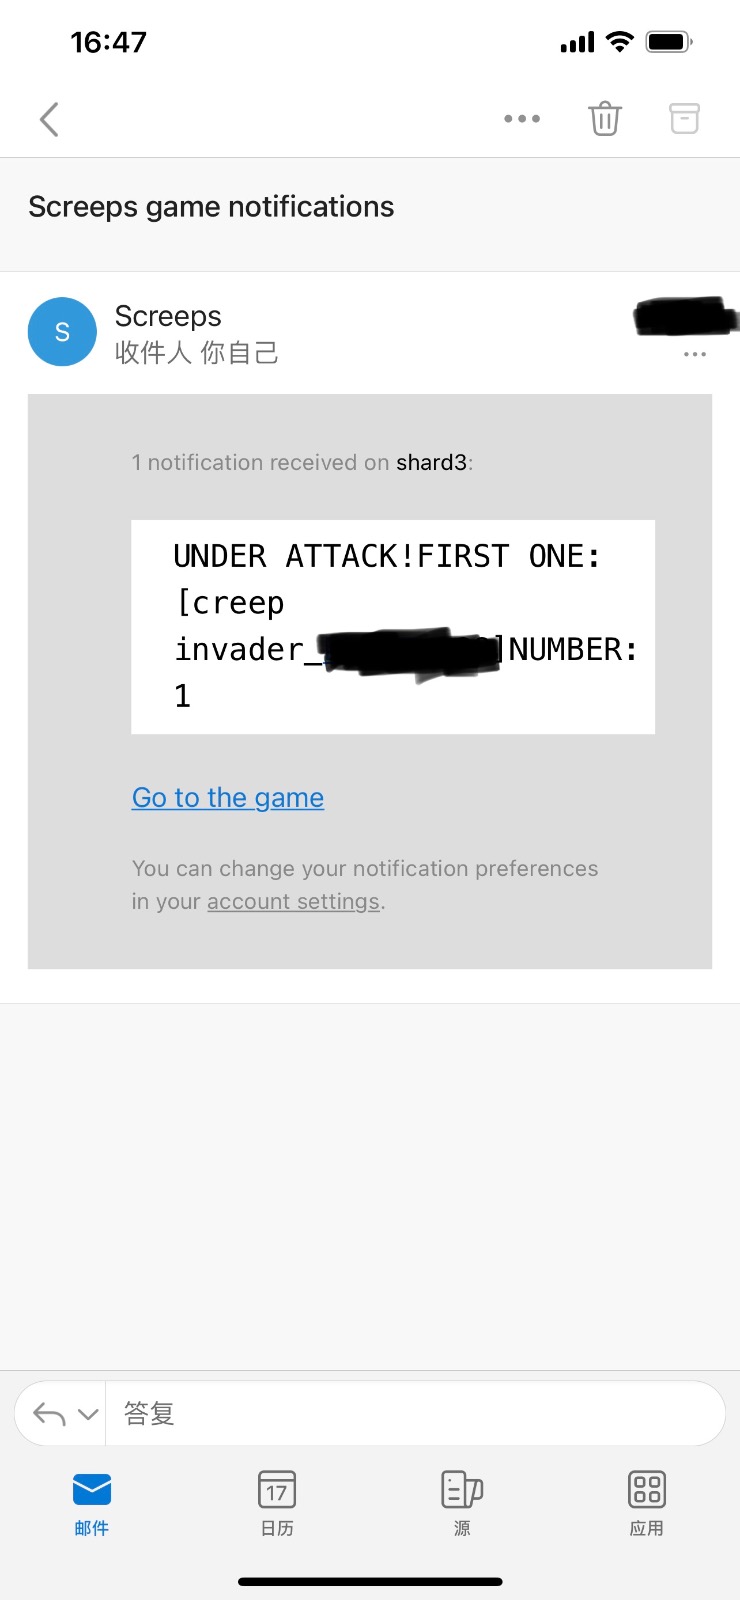 16:47
Screeps game notifications
S
Screeps
收件人 你自己
1 notification received on shard3:
UNDER ATTACK!FIRST ONE:
[creep
invader_ ]NUMBER:
1
Go to the game
You can change your notification preferences
in your account settings.
答复
邮件
17
日历
源
应用